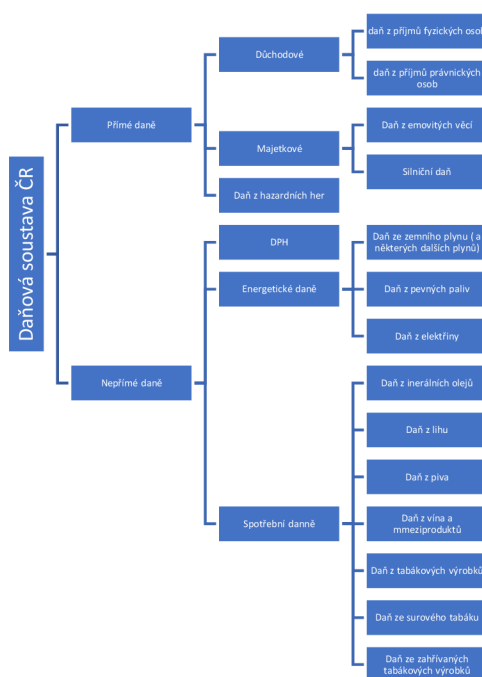 Daňová soustava ČR
Přímé daně
Důchodové
daň z příjmů fyzických osob
daň z příjmů právnických
osob
Majetkové
Daň z emovitých věcí
Silniční daň
Daň z hazardních her
Nepřímé daně
DPH
Energetické daně
Daň ze zemního plynu ( a
některých dalších plynů)
Daň z pevných paliv
Daň z elektřiny
Spotřební danně
Daň z inerálních olejů
Daň z lihu
Daň z piva
Daň z vína a
mmeziproduktů
Daň z tabákových výrobků
Daň ze surového tabáku
Daň ze zahřívaných
tabákových výrobků